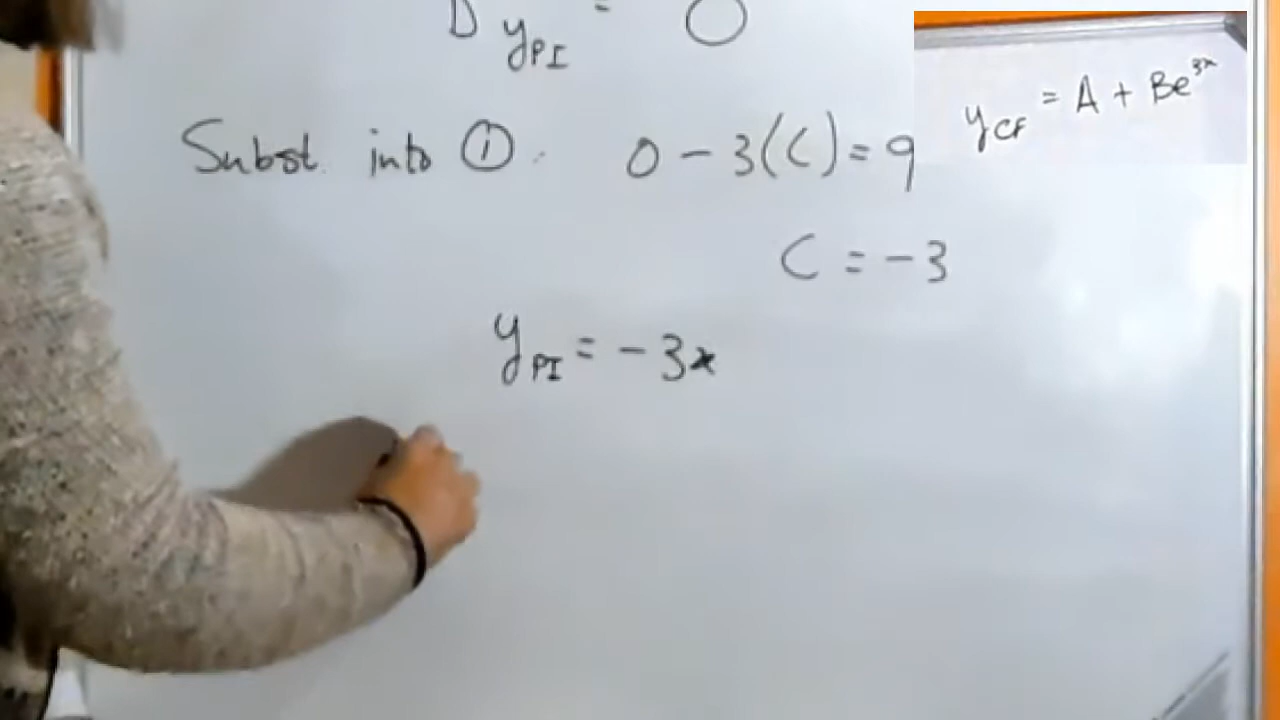 D y_PI = 0
y_CF = A + Be^3x
Subst. into ① 0 - 3(C) = 9
C = -3
y_PI = -3x